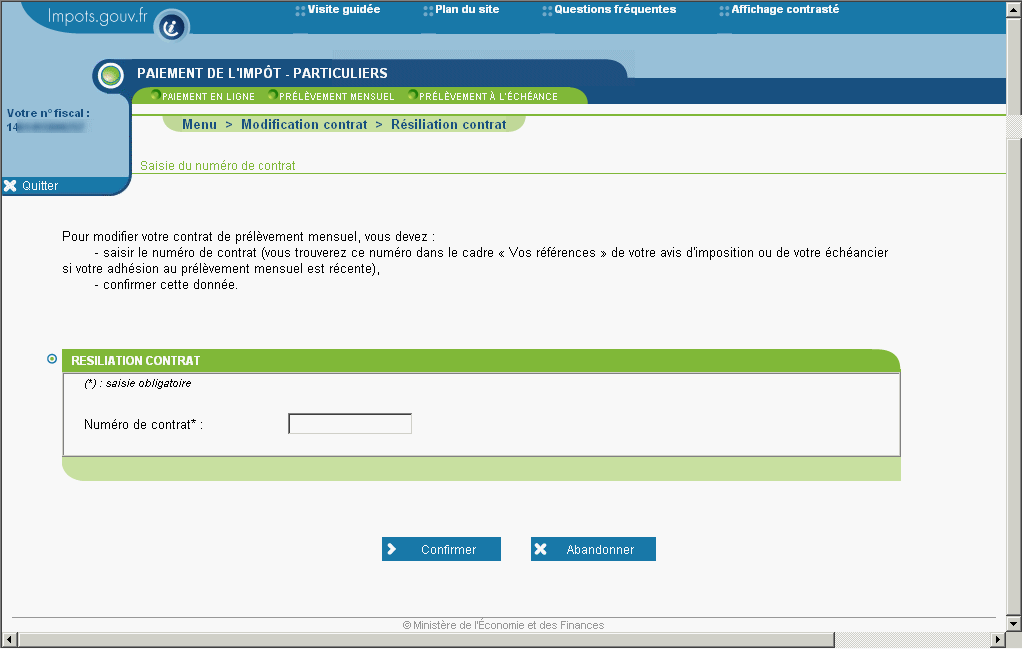 Impots.gouv.fr
Visite guidée
Plan du site
Questions fréquentes
Affichage contrasté
PAIEMENT DE L'IMPÔT - PARTICULIERS
PAIEMENT EN LIGNE
PRÉLÈVEMENT MENSUEL
PRÉLÈVEMENT À L'ÉCHÉANCE
Votre n° fiscal :
14
Menu > Modification contrat > Résiliation contrat
Saisie du numéro de contrat
Quitter
Pour modifier votre contrat de prélèvement mensuel, vous devez :
- saisir le numéro de contrat (vous trouverez ce numéro dans le cadre « Vos références » de votre avis d'imposition ou de votre échéancier
si votre adhésion au prélèvement mensuel est récente),
- confirmer cette donnée.
RESILIATION CONTRAT
(*) : saisie obligatoire
Numéro de contrat* :
Confirmer
Abandonner
© Ministère de l'Économie et des Finances